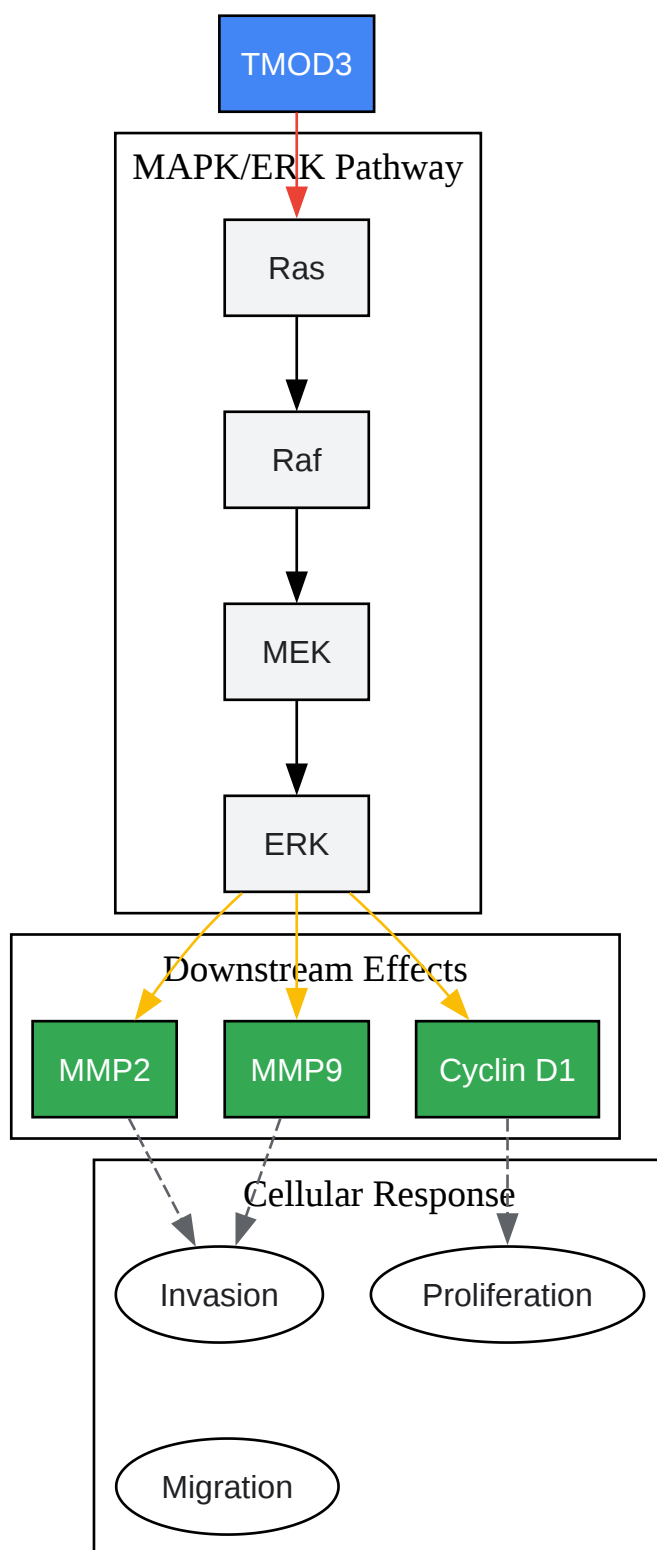 TMOD3
MAPK/ERK Pathway
Ras
Raf
MEK
ERK
Downstream Effects
MMP2
MMP9
Cyclin D1
Cellular Response
Invasion
Proliferation
Migration